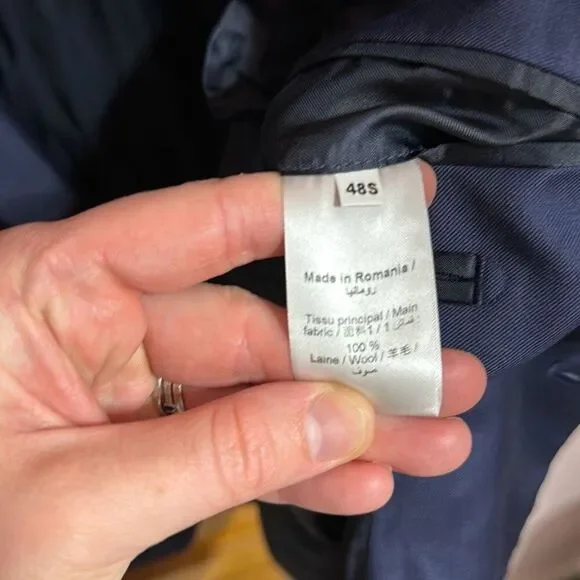 48S
Made in Romania /
رومانيا
Tissu principal / Main
fabric / 面料1 / 1 قماش :
100 %
Laine / Wool / 羊毛 /
صوف